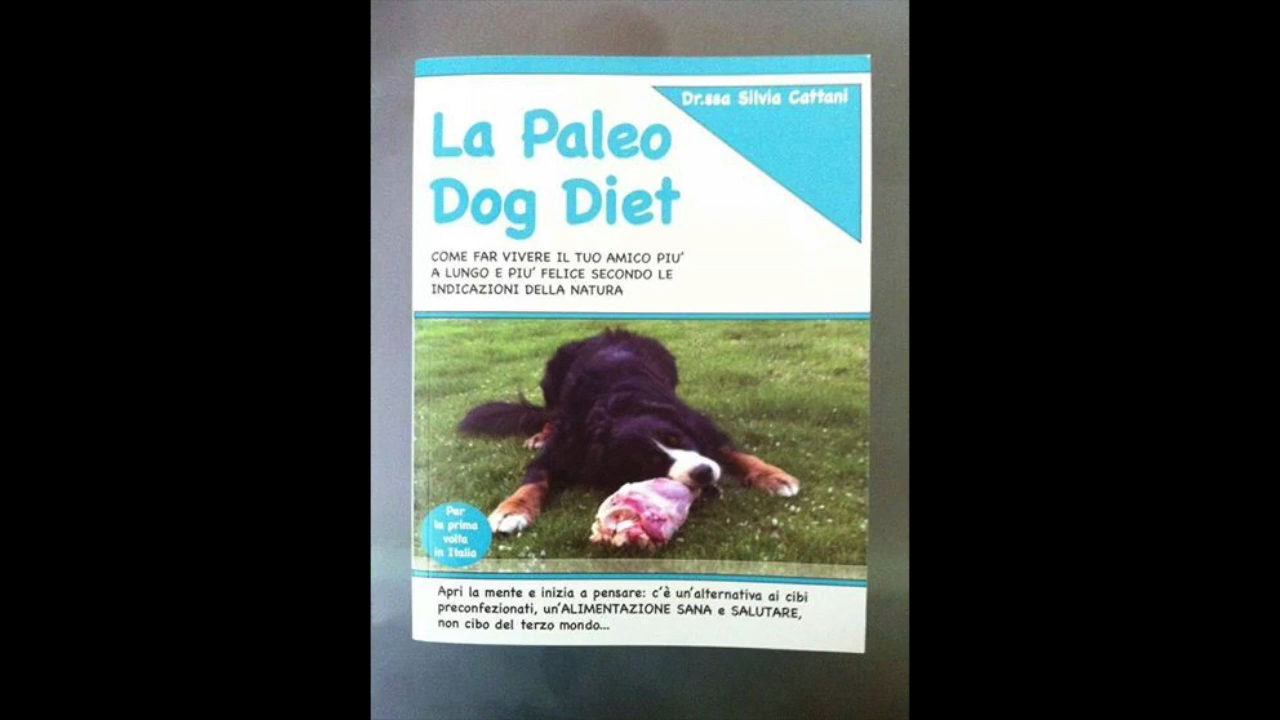 Dr.ssa Silvia Cattani
La Paleo
Dog Diet
COME FAR VIVERE IL TUO AMICO PIU'
A LUNGO E PIU' FELICE SECONDO LE
INDICAZIONI DELLA NATURA
Per
la prima
volta
in Italia
Apri la mente e inizia a pensare: c'è un'alternativa ai cibi
preconfezionati, un'ALIMENTAZIONE SANA e SALUTARE,
non cibo del terzo mondo...